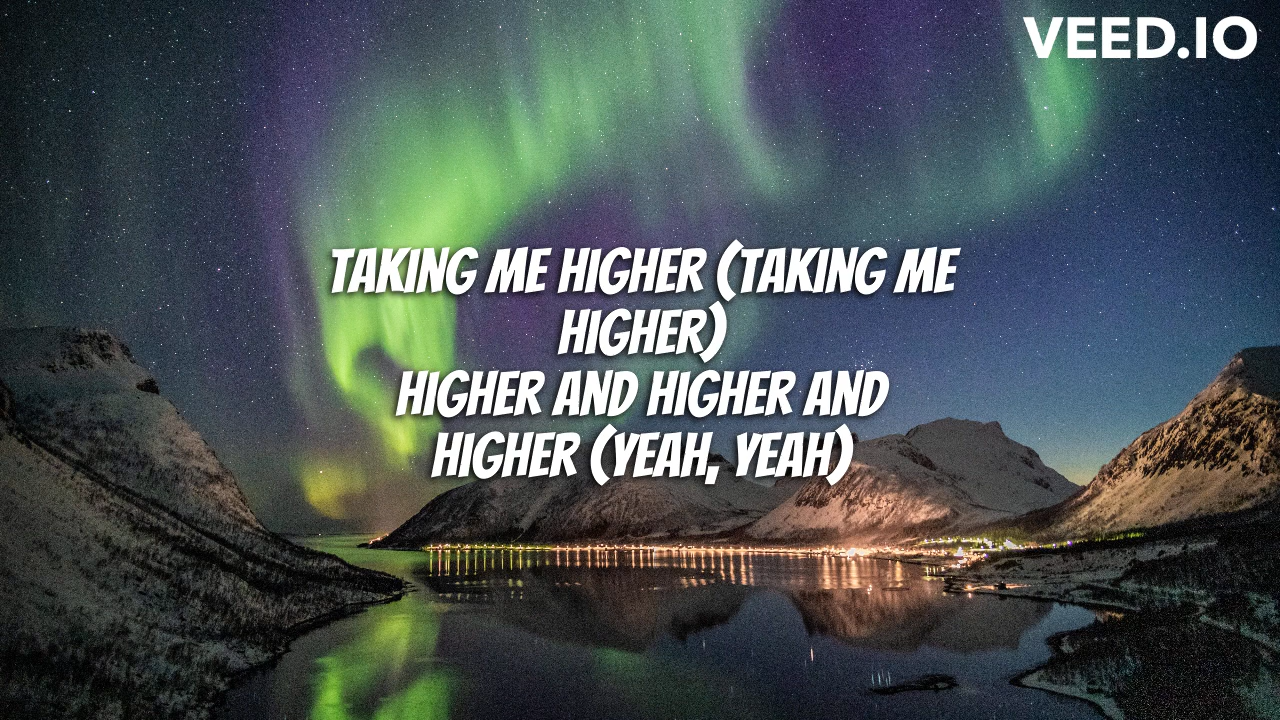 VEED.IO
TAKING ME HIGHER (TAKING ME
HIGHER)
HIGHER AND HIGHER AND
HIGHER (YEAH, YEAH)